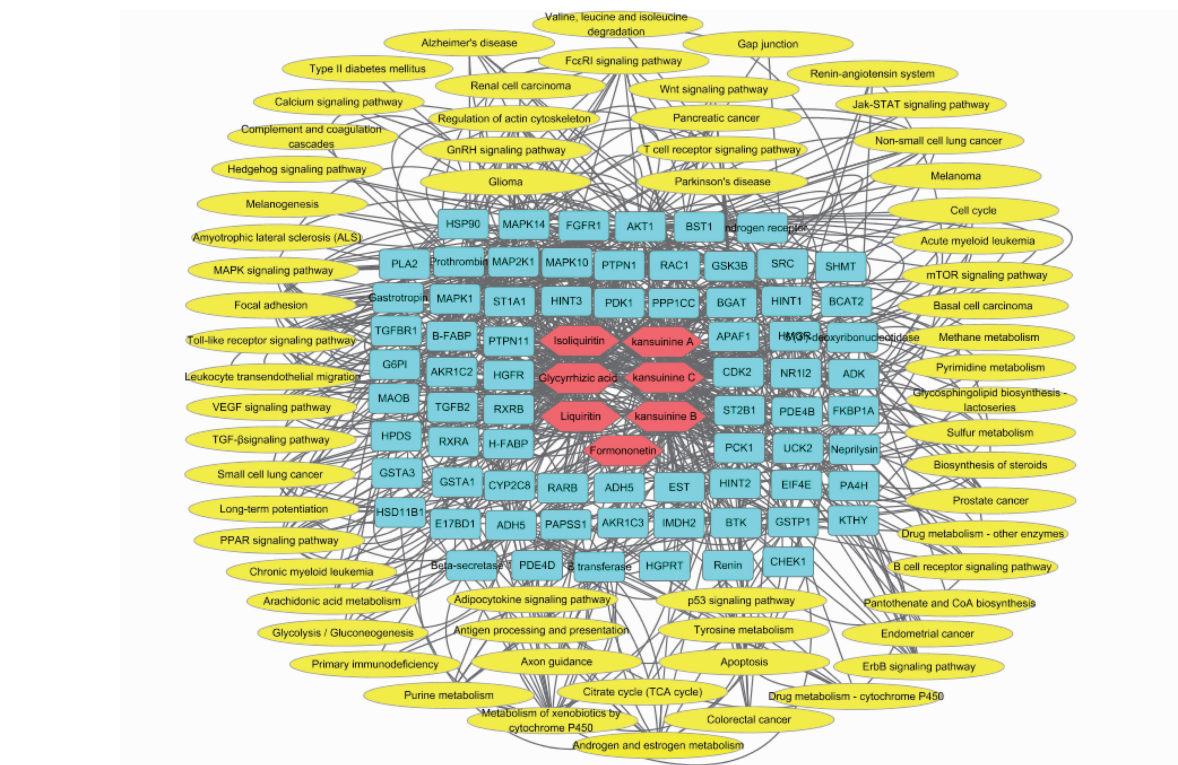 Valine, leucine and isoleucine
degradation
Alzheimer's disease
Gap junction
FcεRI signaling pathway
Type II diabetes mellitus
Renin-angiotensin system
Renal cell carcinoma
Wnt signaling pathway
Calcium signaling pathway
Jak-STAT signaling pathway
Regulation of actin cytoskeleton
Pancreatic cancer
Complement and coagulation
cascades
Non-small cell lung cancer
GnRH signaling pathway
T cell receptor signaling pathway
Hedgehog signaling pathway
Melanoma
Glioma
Parkinson's disease
Melanogenesis
Cell cycle
HSP90
MAPK14
FGFR1
AKT1
BST1
ndrogen receptor
Amyotrophic lateral sclerosis (ALS)
Acute myeloid leukemia
PLA2
Prothrombin
MAP2K1
MAPK10
PTPN1
RAC1
GSK3B
SRC
SHMT
MAPK signaling pathway
mTOR signaling pathway
Gastrotropin
MAPK1
ST1A1
HINT3
PDK1
PPP1CC
BGAT
HINT1
BCAT2
Focal adhesion
Basal cell carcinoma
TGFBR1
B-FABP
PTPN11
Isoliquiritin
kansuinine A
APAF1
HMGR
deoxyribonucleotidase
Toll-like receptor signaling pathway
Methane metabolism
G6PI
AKR1C2
HGFR
Glycyrrhizic acid
kansuinine C
CDK2
NR1I2
ADK
Leukocyte transendothelial migration
Pyrimidine metabolism
MAOB
TGFB2
RXRB
Liquiritin
kansuinine B
ST2B1
PDE4B
FKBP1A
VEGF signaling pathway
Glycosphingolipid biosynthesis -
lactoseries
HPDS
RXRA
H-FABP
Formononetin
PCK1
UCK2
Neprilysin
TGF-βsignaling pathway
Sulfur metabolism
Small cell lung cancer
Biosynthesis of steroids
GSTA3
GSTA1
CYP2C8
RARB
ADH5
EST
HINT2
EIF4E
PA4H
Long-term potentiation
Prostate cancer
HSD11B1
E17BD1
ADH5
PAPSS1
AKR1C3
IMDH2
BTK
GSTP1
KTHY
PPAR signaling pathway
Drug metabolism - other enzymes
Beta-secretase
PDE4D
transferase
HGPRT
Renin
CHEK1
Chronic myeloid leukemia
B cell receptor signaling pathway
Arachidonic acid metabolism
Adipocytokine signaling pathway
p53 signaling pathway
Pantothenate and CoA biosynthesis
Glycolysis / Gluconeogenesis
Antigen processing and presentation
Tyrosine metabolism
Endometrial cancer
Primary immunodeficiency
Axon guidance
Apoptosis
ErbB signaling pathway
Purine metabolism
Citrate cycle (TCA cycle)
Drug metabolism - cytochrome P450
Metabolism of xenobiotics by
cytochrome P450
Colorectal cancer
Androgen and estrogen metabolism